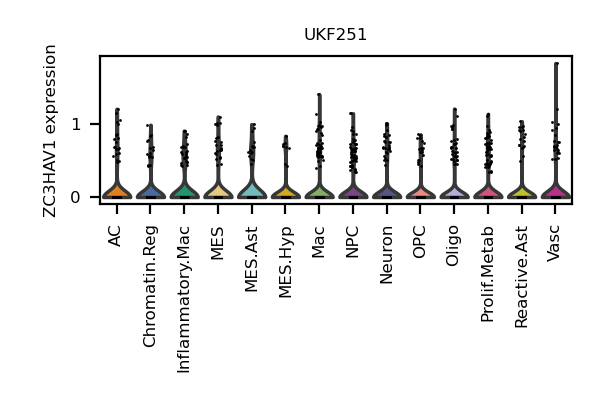 UKF251
ZC3HAV1 expression
1
0
AC
Chromatin.Reg
Inflammatory.Mac
MES
MES.Ast
MES.Hyp
Mac
NPC
Neuron
OPC
Oligo
Prolif.Metab
Reactive.Ast
Vasc